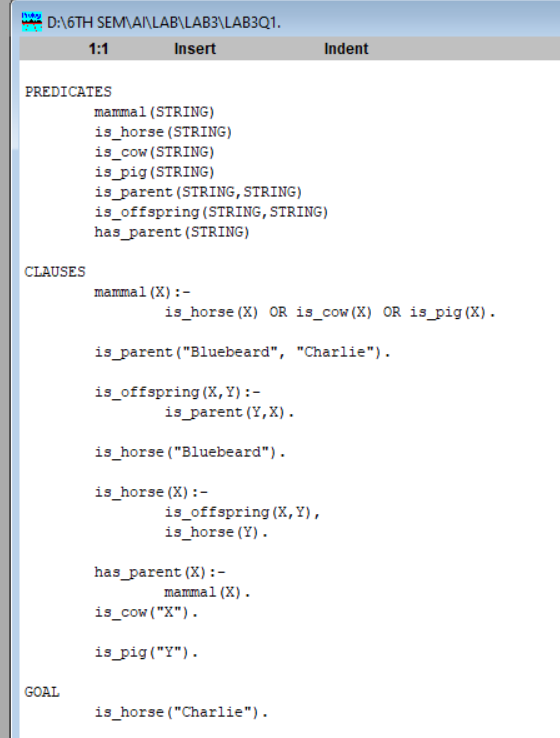 D:\6TH SEM\AI\LAB\LAB3\LAB3Q1.
1:1 Insert Indent
PREDICATES
mammal(STRING)
is_horse(STRING)
is_cow(STRING)
is_pig(STRING)
is_parent(STRING,STRING)
is_offspring(STRING,STRING)
has_parent(STRING)
CLAUSES
mammal(X):-
is_horse(X) OR is_cow(X) OR is_pig(X).
is_parent("Bluebeard", "Charlie").
is_offspring(X,Y):-
is_parent(Y,X).
is_horse("Bluebeard").
is_horse(X):-
is_offspring(X,Y),
is_horse(Y).
has_parent(X):-
mammal(X).
is_cow("X").
is_pig("Y").
GOAL
is_horse("Charlie").